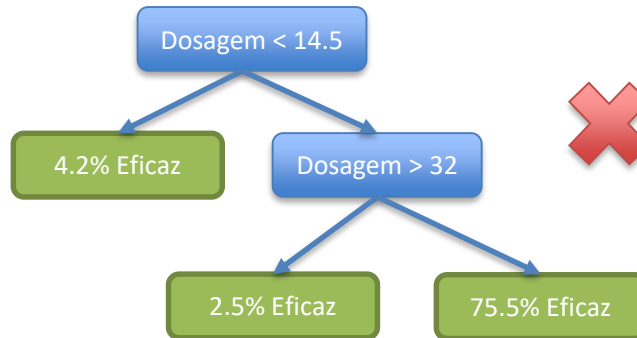 Dosagem < 14.5
4.2% Eficaz
Dosagem > 32
2.5% Eficaz
75.5% Eficaz